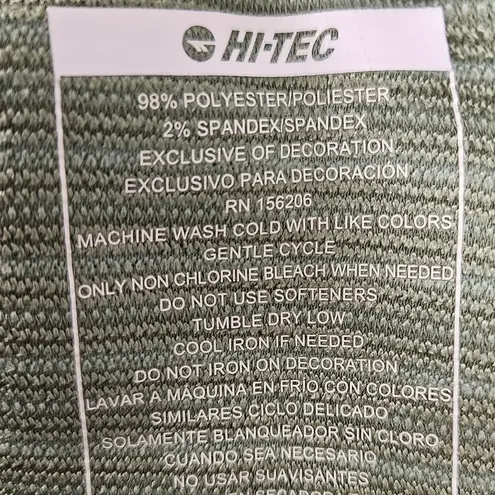 HI-TEC
98% POLYESTER/POLIESTER
2% SPANDEX/SPANDEX
EXCLUSIVE OF DECORATION
EXCLUSIVO PARA DECORACIÓN
RN 156206
MACHINE WASH COLD WITH LIKE COLORS
GENTLE CYCLE
ONLY NON CHLORINE BLEACH WHEN NEEDED
DO NOT USE SOFTENERS
TUMBLE DRY LOW
COOL IRON IF NEEDED
DO NOT IRON ON DECORATION
LAVAR A MÁQUINA EN FRÍO,CON COLORES
SIMILARES CICLO DELICADO
SOLAMENTE BLANQUEADOR SIN CLORO
CUANDO SEA NECESARIO
NO USAR SUAVISANTES